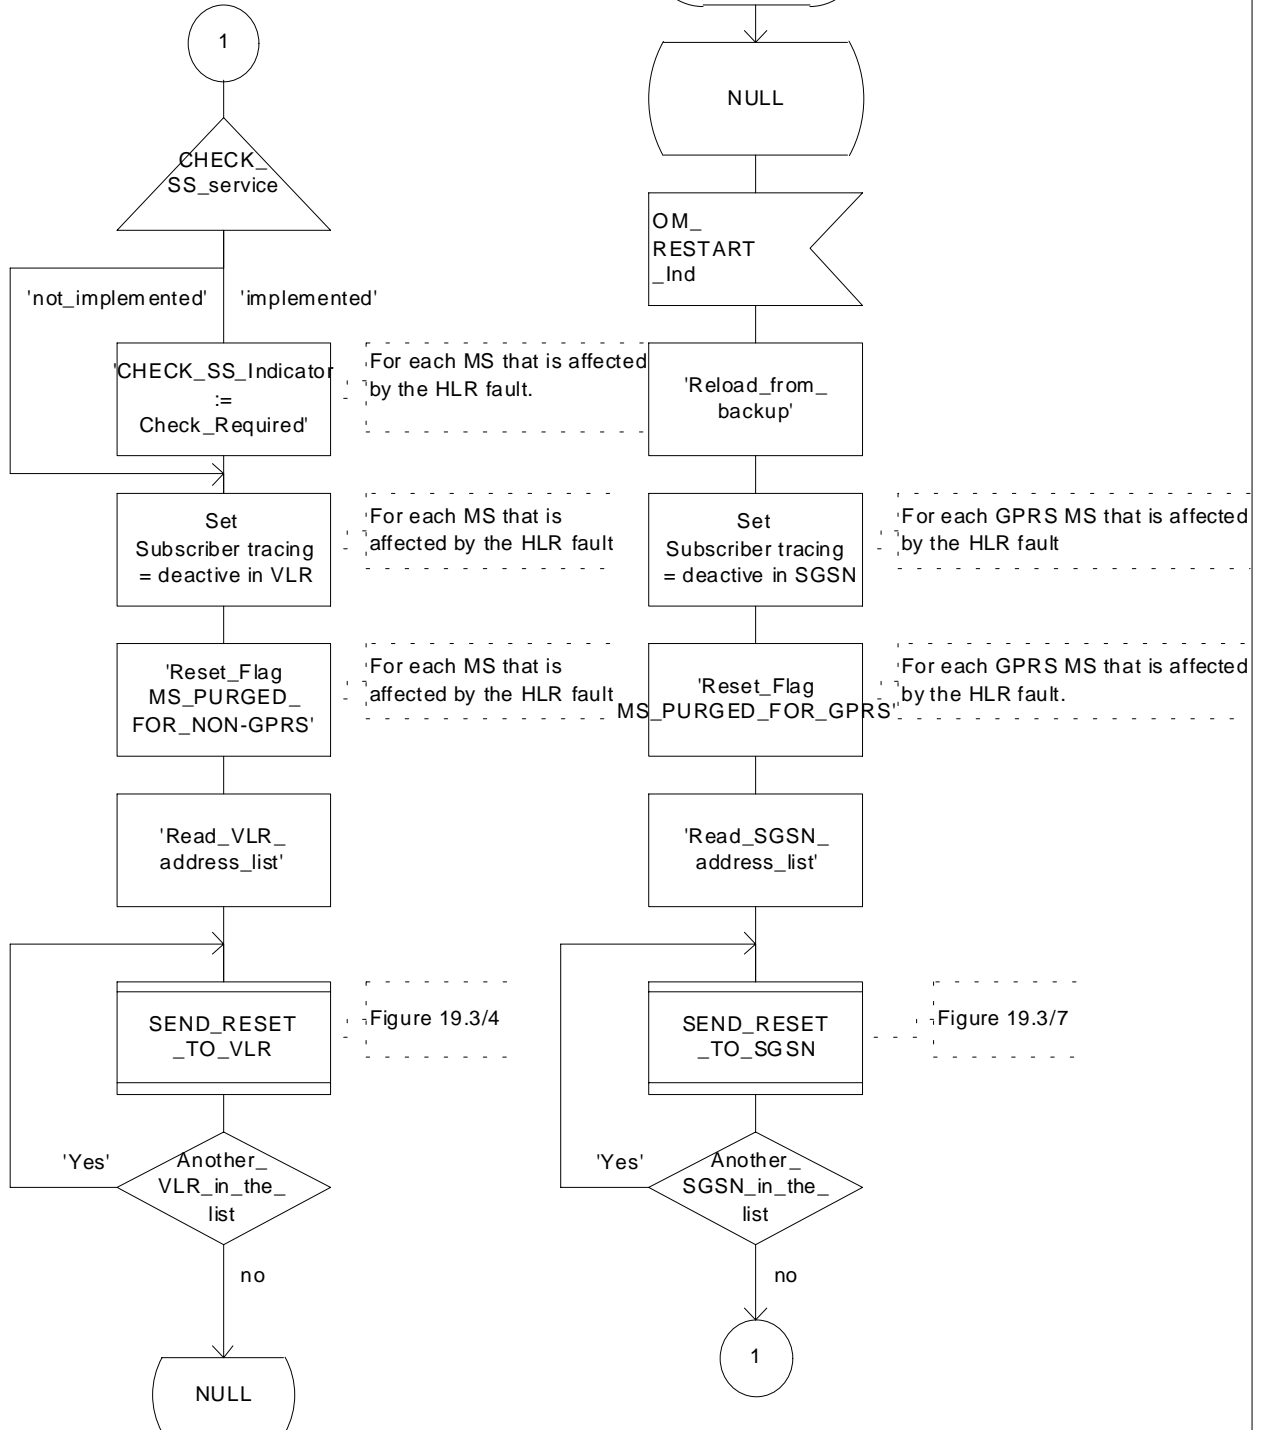 1
CHECK_
SS_service
'not_implemented'
'implemented'
'CHECK_SS_Indicator
:=
Check_Required'
For each MS that is affected
by the HLR fault.
Set
Subscriber tracing
= deactive in VLR
For each MS that is
affected by the HLR fault
'Reset_Flag
MS_PURGED_
FOR_NON-GPRS'
For each MS that is
affected by the HLR fault
'Read_VLR_
address_list'
SEND_RESET
_TO_VLR
Figure 19.3/4
'Yes'
Another_
VLR_in_the_
list
no
NULL
NULL
OM_
RESTART
_Ind
'Reload_from_
backup'
Set
Subscriber tracing
= deactive in SGSN
For each GPRS MS that is affected
by the HLR fault
'Reset_Flag
MS_PURGED_FOR_GPRS'
For each GPRS MS that is affected
by the HLR fault.
'Read_SGSN_
address_list'
SEND_RESET
_TO_SGSN
Figure 19.3/7
'Yes'
Another_
SGSN_in_the_
list
no
1